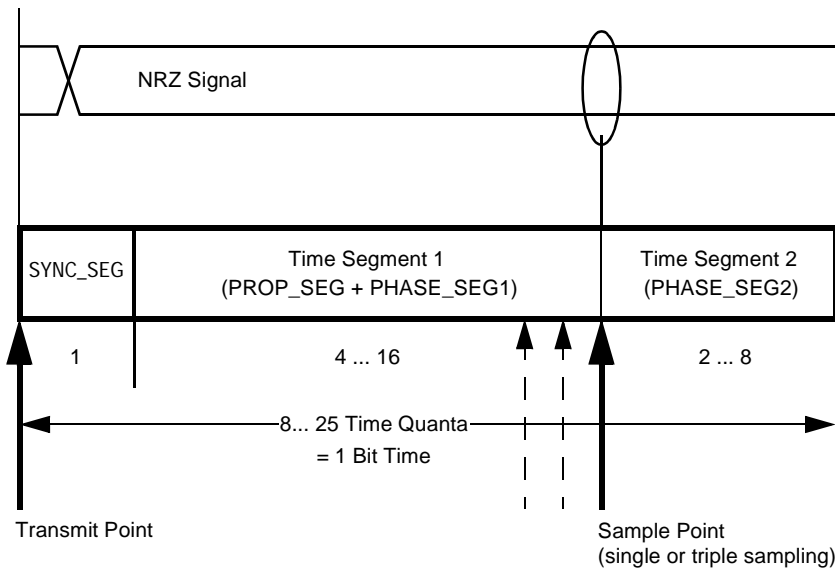 NRZ Signal
SYNC_SEG
Time Segment 1
(PROP_SEG + PHASE_SEG1)
Time Segment 2
(PHASE_SEG2)
1
4 ... 16
2 ... 8
8... 25 Time Quanta
= 1 Bit Time
Transmit Point
Sample Point
(single or triple sampling)